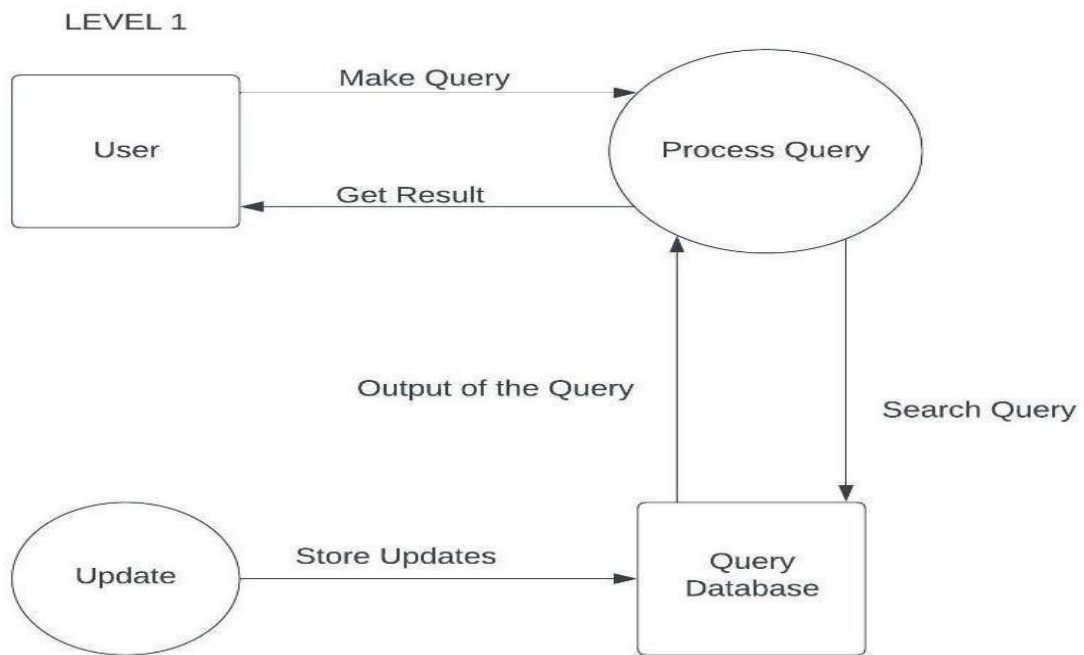 LEVEL 1
Make Query
User
Process Query
Get Result
Output of the Query
Search Query
Store Updates
Update
Query
Database